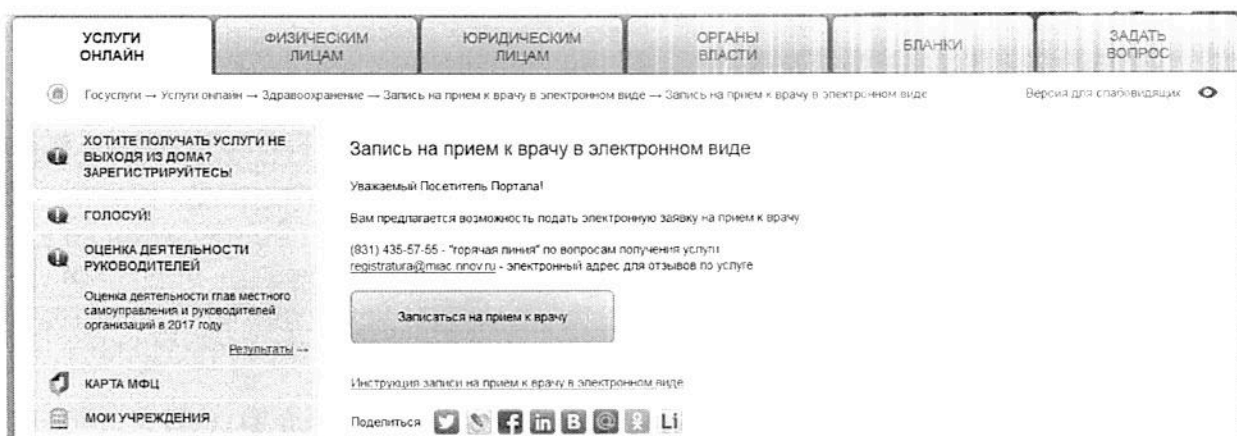 УСЛУГИ
ОНЛАЙН
ФИЗИЧЕСКИМ
ЛИЦАМ
ЮРИДИЧЕСКИМ
ЛИЦАМ
ОРГАНЫ
ВЛАСТИ
БЛАНКИ
ЗАДАТЬ
ВОПРОС
Госуслуги → Услуги онлайн → Здравоохранение → Запись на прием к врачу в электронном виде → Запись на прием к врачу в электронном виде
Версия для слабовидящих
ХОТИТЕ ПОЛУЧАТЬ УСЛУГИ НЕ
ВЫХОДЯ ИЗ ДОМА?
ЗАРЕГИСТРИРУЙТЕСЬ!
ГОЛОСУЙ!
ОЦЕНКА ДЕЯТЕЛЬНОСТИ
РУКОВОДИТЕЛЕЙ
Оценка деятельности глав местного
самоуправления и руководителей
организаций в 2017 году
Результаты →
КАРТА МФЦ
МОИ УЧРЕЖДЕНИЯ
Запись на прием к врачу в электронном виде
Уважаемый Посетитель Портала!
Вам предлагается возможность подать электронную заявку на прием к врачу
(831) 435-57-55 - "горячая линия" по вопросам получения услуги
registratura@miac.nnov.ru - электронный адрес для отзывов по услуге
Записаться на прием к врачу
Инструкция записи на прием к врачу в электронном виде
Поделиться
in B @ Li